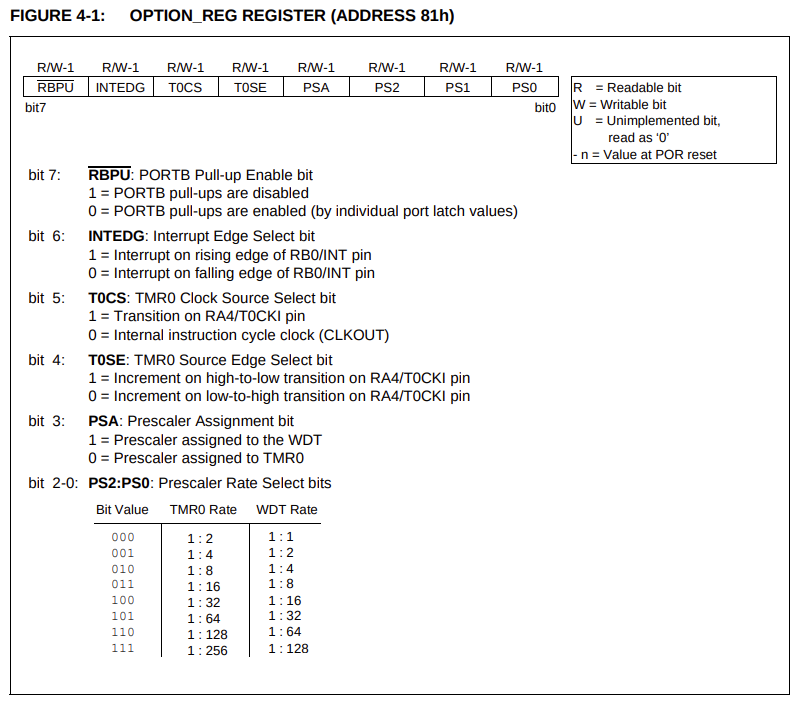 FIGURE 4-1: OPTION_REG REGISTER (ADDRESS 81h)
R/W-1 R/W-1 R/W-1 R/W-1 R/W-1 R/W-1 R/W-1 R/W-1
RBPU INTEDG T0CS T0SE PSA PS2 PS1 PS0
bit7 bit0
R = Readable bit
W = Writable bit
U = Unimplemented bit,
read as ‘0’
- n = Value at POR reset
bit 7: RBPU: PORTB Pull-up Enable bit
1 = PORTB pull-ups are disabled
0 = PORTB pull-ups are enabled (by individual port latch values)
bit 6: INTEDG: Interrupt Edge Select bit
1 = Interrupt on rising edge of RB0/INT pin
0 = Interrupt on falling edge of RB0/INT pin
bit 5: T0CS: TMR0 Clock Source Select bit
1 = Transition on RA4/T0CKI pin
0 = Internal instruction cycle clock (CLKOUT)
bit 4: T0SE: TMR0 Source Edge Select bit
1 = Increment on high-to-low transition on RA4/T0CKI pin
0 = Increment on low-to-high transition on RA4/T0CKI pin
bit 3: PSA: Prescaler Assignment bit
1 = Prescaler assigned to the WDT
0 = Prescaler assigned to TMR0
bit 2-0: PS2:PS0: Prescaler Rate Select bits
Bit Value TMR0 Rate WDT Rate
000 1 : 2 1 : 1
001 1 : 4 1 : 2
010 1 : 8 1 : 4
011 1 : 16 1 : 8
100 1 : 32 1 : 16
101 1 : 64 1 : 32
110 1 : 128 1 : 64
111 1 : 256 1 : 128